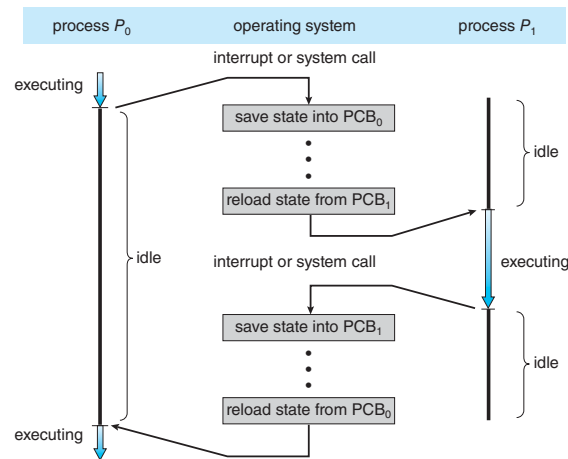 process P₀ operating system process P₁
interrupt or system call
executing
save state into PCB₀
idle
reload state from PCB₁
idle
executing
interrupt or system call
save state into PCB₁
idle
reload state from PCB₀
executing